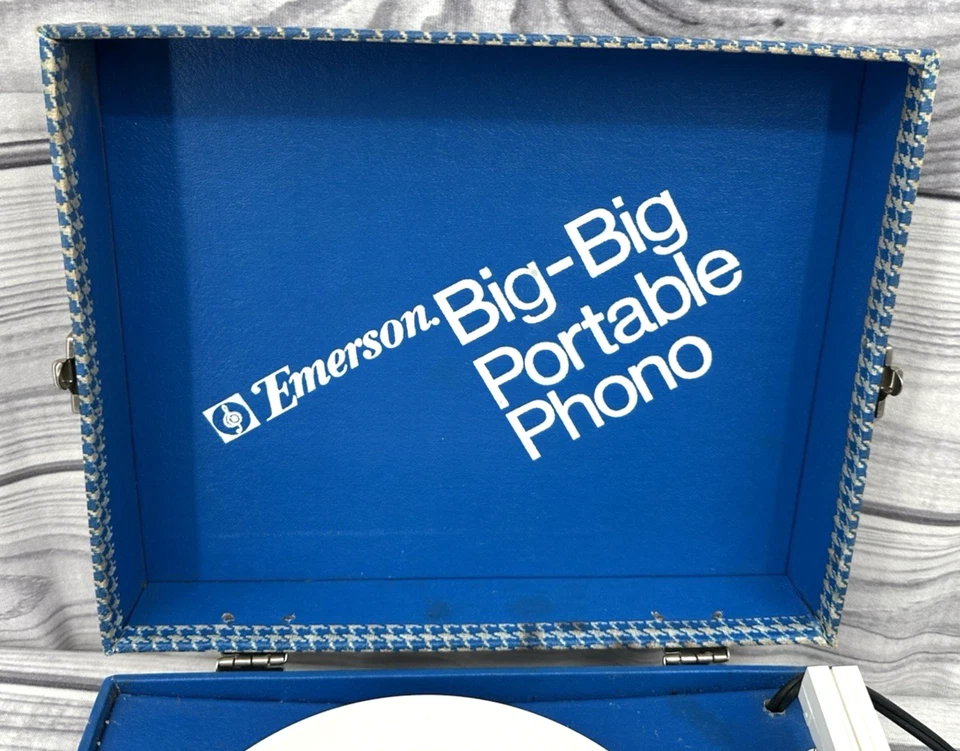 Emerson. Big-Big
Portable
Phono